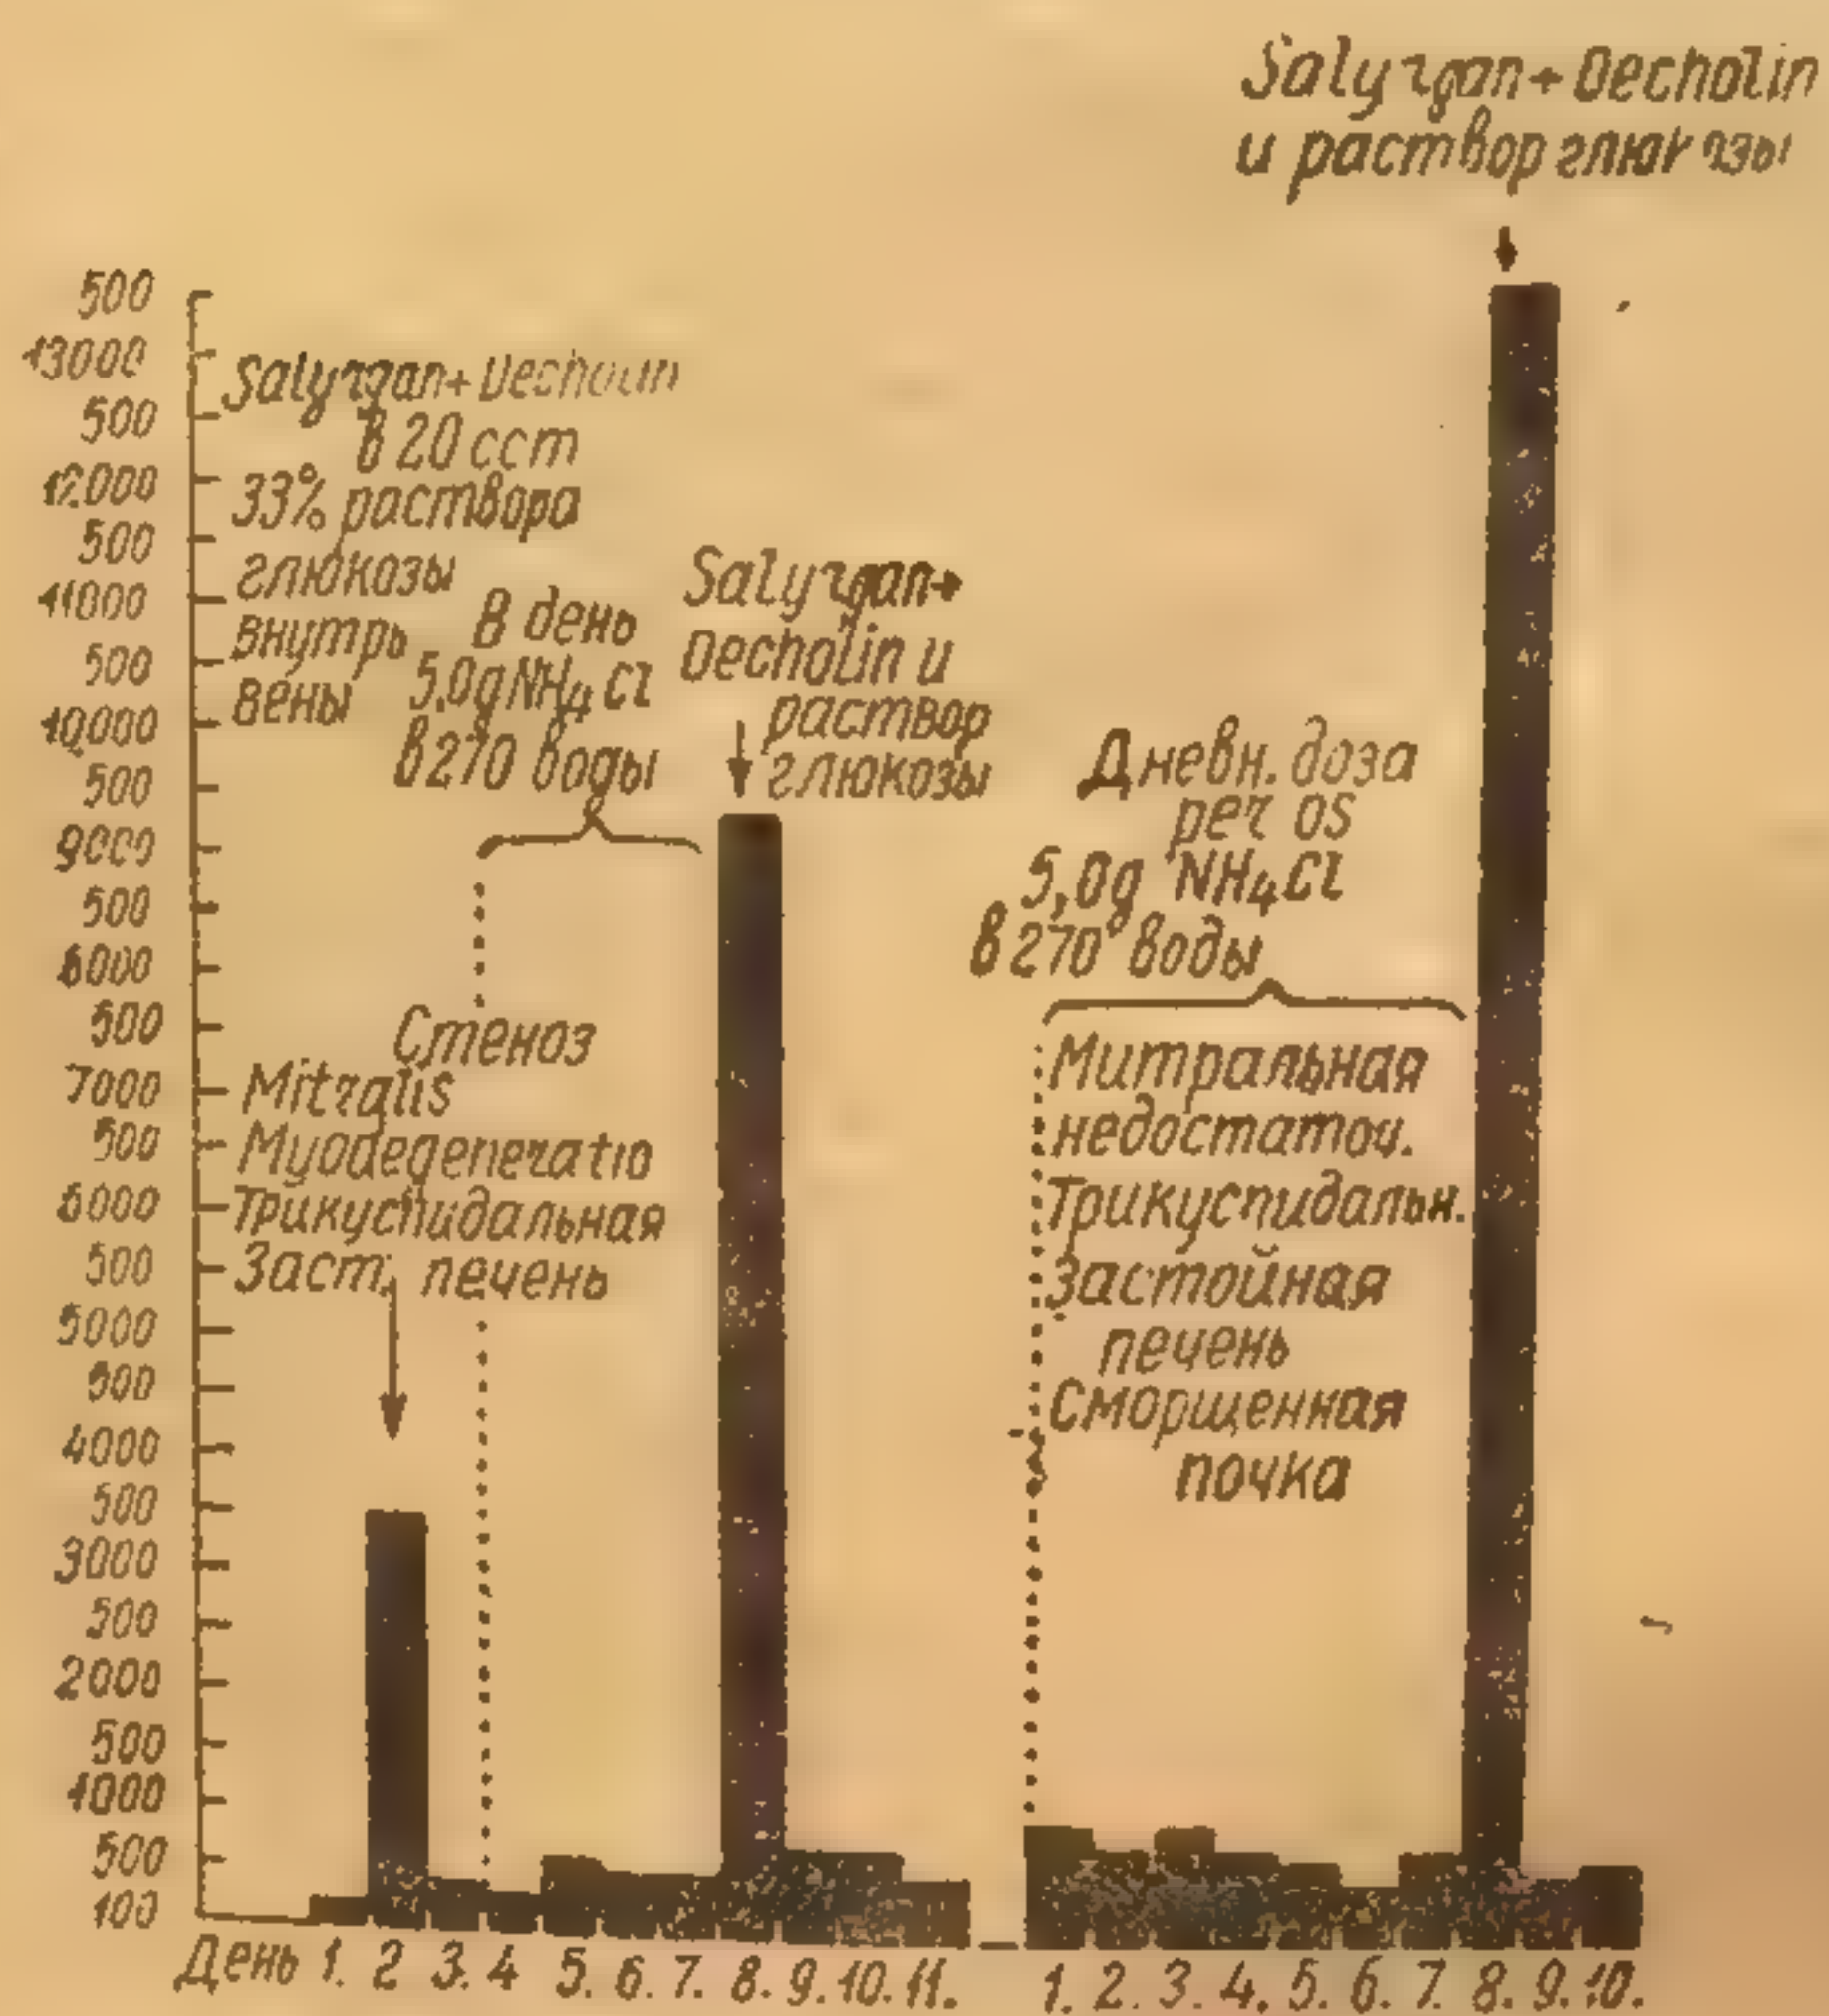 Salyrgan + Decholin
и раствор глюкозы
500
13000
500
12000
500
11000
500
10000
500
9000
500
8000
500
7000
500
6000
500
5000
500
4000
500
3000
500
2000
500
1000
500
100
Salyrgan + Decholin
в 20 ccm
33% раствора
глюкозы
внутрь
вены
В день
5.0g NH4Cl
в 270 воды
Salyrgan +
Decholin и
раствор
глюкозы
Стеноз
Mitralis
Myodegeneratio
Трикуспидальная
Заст. печень
Дневн. доза
per os
5,0g NH4Cl
в 270° воды
Митральная
недостаточ.
Трикуспидальн.
Застойная
печень
Сморщенная
почка
День 1. 2 3. 4 5. 6. 7. 8. 9. 10. 11. 1. 2. 3. 4. 5. 6. 7. 8. 9. 10.